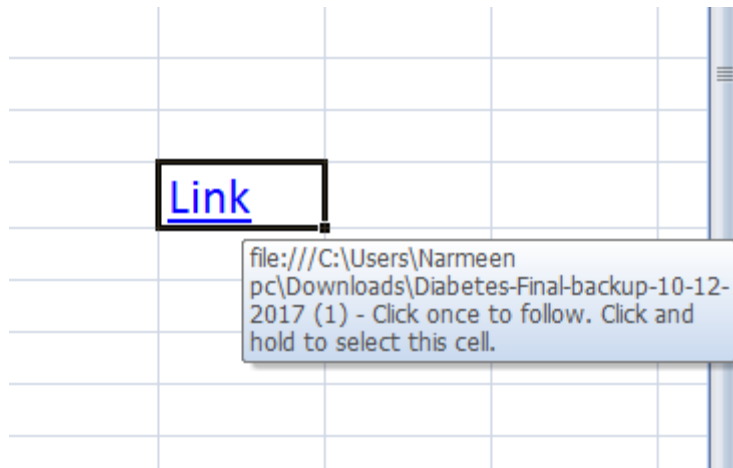 Link
file:///C:\Users\Narmeen
pc\Downloads\Diabetes-Final-backup-10-12-
2017 (1) - Click once to follow. Click and
hold to select this cell.